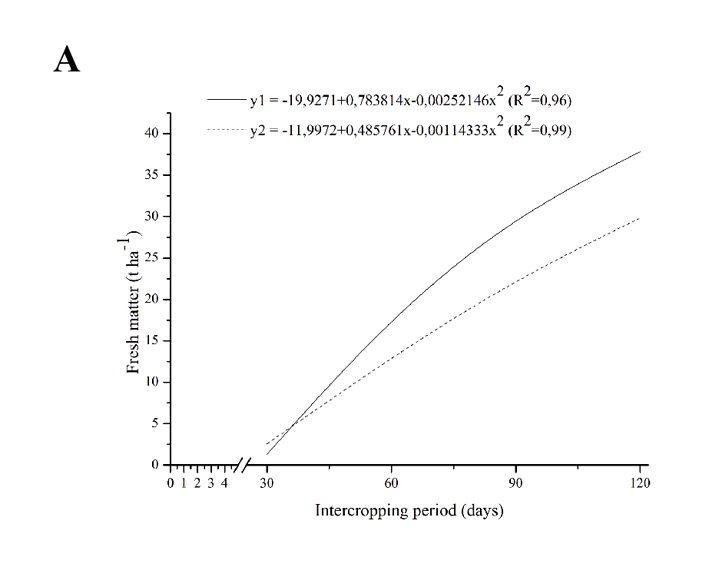 A
y1 = -19,9271+0,783814x-0,00252146x² (R²=0,96)
y2 = -11,9972+0,485761x-0,00114333x² (R²=0,99)
40
35
30
25
20
15
10
5
0
Fresh matter (t ha⁻¹)
0 1 2 3 4 30 60 90 120
Intercropping period (days)